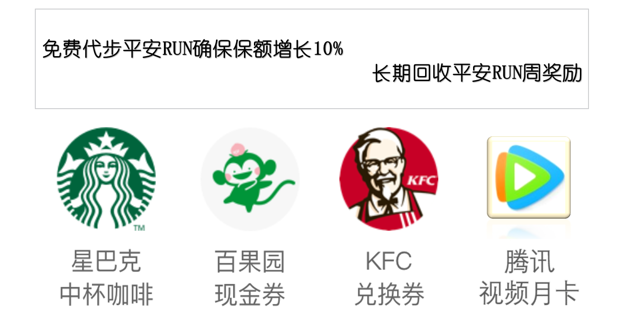 免费代步平安RUN确保保额增长10%
长期回收平安RUN周奖励
TM
KFC
星巴克
中杯咖啡
百果园
现金券
KFC
兑换券
腾讯
视频月卡